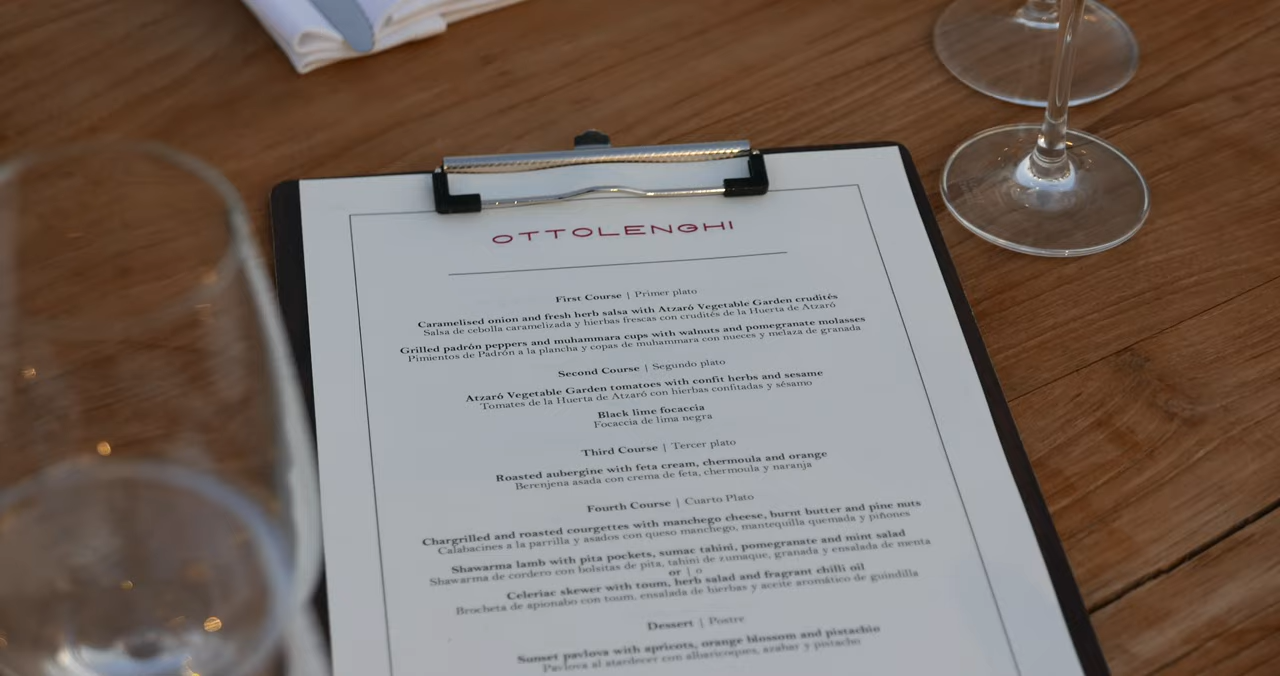 OTTOLENGHI
First Course | Primer plato
Caramelised onion and fresh herb salsa with Atzaró Vegetable Garden crudités
Salsa de cebolla caramelizada y hierbas frescas con crudités de la Huerta de Atzaró
Grilled padrón peppers and muhammara cups with walnuts and pomegranate molasses
Pimientos de Padrón a la plancha y copas de muhammara con nueces y melaza de granada
Second Course | Segundo plato
Atzaró Vegetable Garden tomatoes with confit herbs and sesame
Tomates de la Huerta de Atzaró con hierbas confitadas y sésamo
Black lime focaccia
Focaccia de lima negra
Third Course | Tercer plato
Roasted aubergine with feta cream, chermoula and orange
Berenjena asada con crema de feta, chermoula y naranja
Fourth Course | Cuarto Plato
Chargrilled and roasted courgettes with manchego cheese, burnt butter and pine nuts
Calabacines a la parrilla y asados con queso manchego, mantequilla quemada y piñones
Shawarma lamb with pita pockets, sumac tahini, pomegranate and mint salad
Shawarma de cordero con bolsitas de pita, tahini de zumaque, granada y ensalada de menta
or | o
Celeriac skewer with toum, herb salad and fragrant chilli oil
Brocheta de apionabo con toum, ensalada de hierbas y aceite aromático de guindilla
Dessert | Postre
Sunset pavlova with apricots, orange blossom and pistachio
Pavlova al atardecer con albaricoques, azahar y pistacho